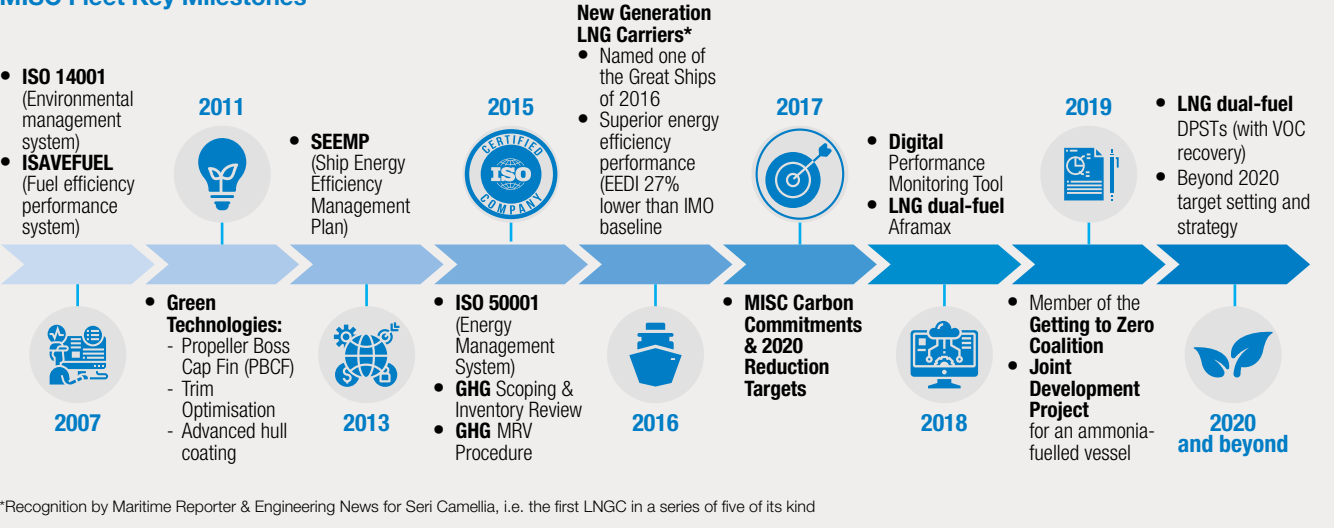 MISC Fleet Key Milestones
• ISO 14001
(Environmental
management
system)
• ISAVEFUEL
(Fuel efficiency
performance
system)
2007
2011
• Green
Technologies:
- Propeller Boss
Cap Fin (PBCF)
- Trim
Optimisation
- Advanced hull
coating
• SEEMP
(Ship Energy
Efficiency
Management
Plan)
2013
2015
CERTIFIED
ISO
COMPANY
• ISO 50001
(Energy
Management
System)
• GHG Scoping &
Inventory Review
• GHG MRV
Procedure
New Generation
LNG Carriers*
• Named one of
the Great Ships
of 2016
• Superior energy
efficiency
performance
(EEDI 27%
lower than IMO
baseline
2016
2017
• MISC Carbon
Commitments
& 2020
Reduction
Targets
• Digital
Performance
Monitoring Tool
• LNG dual-fuel
Aframax
2018
2019
• Member of the
Getting to Zero
Coalition
• Joint
Development
Project
for an ammonia-
fuelled vessel
• LNG dual-fuel
DPSTs (with VOC
recovery)
• Beyond 2020
target setting and
strategy
2020
and beyond
*Recognition by Maritime Reporter & Engineering News for Seri Camellia, i.e. the first LNGC in a series of five of its kind